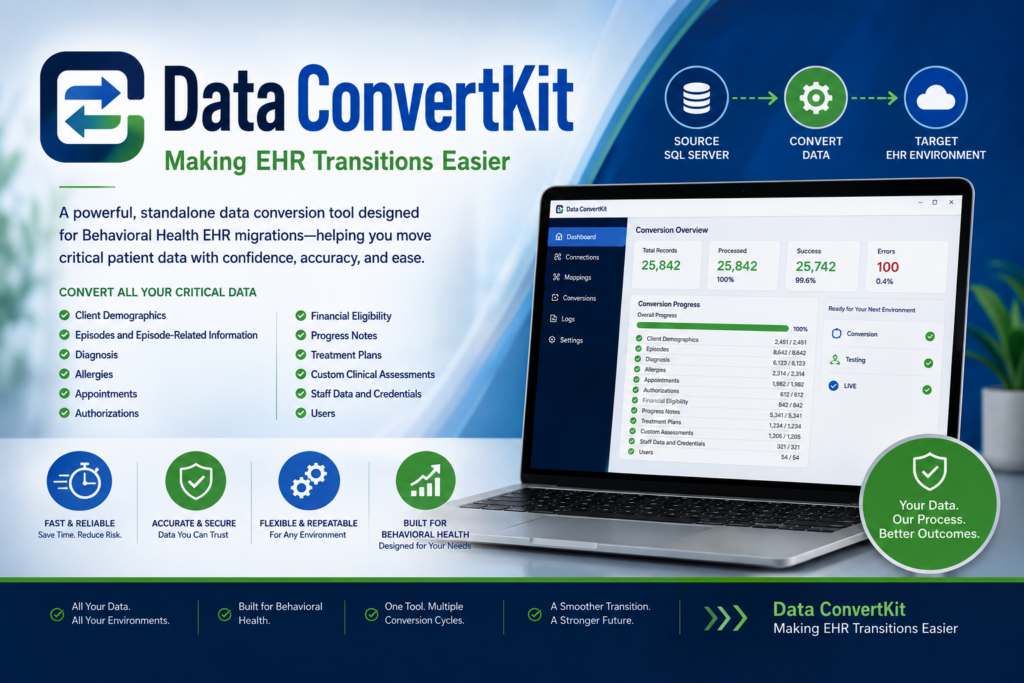 Data ConvertKit
Making EHR Transitions Easier
A powerful, standalone data conversion tool designed
for Behavioral Health EHR migrations—helping you move
critical patient data with confidence, accuracy, and ease.
CONVERT ALL YOUR CRITICAL DATA
Client Demographics
Episodes and Episode-Related Information
Diagnosis
Allergies
Appointments
Authorizations
Financial Eligibility
Progress Notes
Treatment Plans
Custom Clinical Assessments
Staff Data and Credentials
Users
SOURCE
SQL SERVER
CONVERT
DATA
TARGET
EHR ENVIRONMENT
Data ConvertKit
Dashboard
Connections
Mappings
Conversions
Logs
Settings
Conversion Overview
Total Records
25,842
Processed
25,842
100%
Success
25,742
99.6%
Errors
100
0.4%
Conversion Progress
Overall Progress
100%
Client Demographics 2,451 / 2,451
Episodes 8,642 / 8,642
Diagnosis 6,123 / 6,123
Allergies 2,314 / 2,314
Appointments 1,982 / 1,982
Authorizations 612 / 612
Financial Eligibility 842 / 842
Progress Notes 5,341 / 5,341
Treatment Plans 1,234 / 1,234
Custom Assessments 1,205 / 1,205
Staff Data and Credentials 321 / 321
Users 54 / 54
Ready for Your Next Environment
Conversion
Testing
LIVE
Your Data.
Our Process.
Better Outcomes.
FAST & RELIABLE
Save Time. Reduce Risk.
ACCURATE & SECURE
Data You Can Trust
FLEXIBLE & REPEATABLE
For Any Environment
BUILT FOR
BEHAVIORAL HEALTH
Designed for Your Needs
All Your Data.
All Your Environments.
Built for Behavioral
Health.
One Tool. Multiple
Conversion Cycles.
A Smoother Transition.
A Stronger Future.
Data ConvertKit
Making EHR Transitions Easier